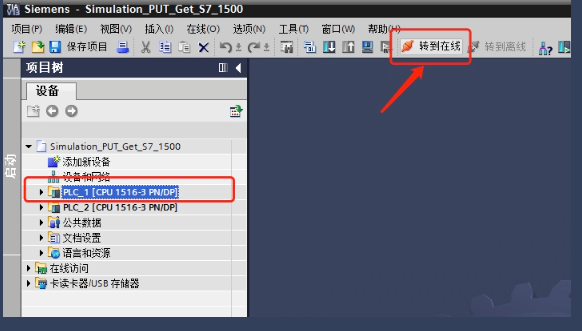 Siemens - Simulation_PUT_Get_S7_1500
项目(P) 编辑(E) 视图(V) 插入(I) 在线(O) 选项(N) 工具(T) 窗口(W) 帮助(H)
保存项目 转到在线 转到离线
项目树
设备
启动
Simulation_PUT_Get_S7_1500
添加新设备
设备和网络
PLC_1 [CPU 1516-3 PN/DP]
PLC_2 [CPU 1516-3 PN/DP]
公共数据
文档设置
语言和资源
在线访问
卡读卡器/USB 存储器